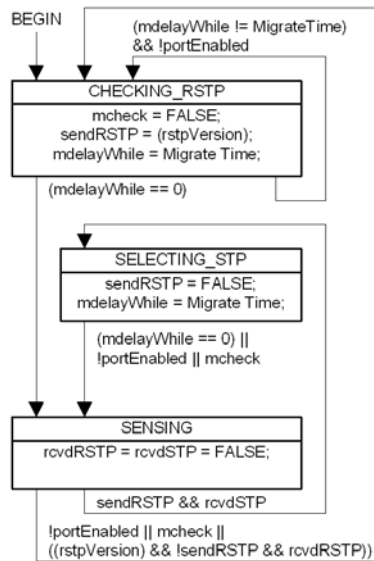 BEGIN
(mdelayWhile != MigrateTime)
&& !portEnabled
CHECKING_RSTP
mcheck = FALSE;
sendRSTP = (rstpVersion);
mdelayWhile = Migrate Time;
(mdelayWhile == 0)
SELECTING_STP
sendRSTP = FALSE;
mdelayWhile = Migrate Time;
(mdelayWhile == 0) ||
!portEnabled || mcheck
SENSING
rcvdRSTP = rcvdSTP = FALSE;
sendRSTP && rcvdSTP
!portEnabled || mcheck ||
((rstpVersion) && !sendRSTP && rcvdRSTP))